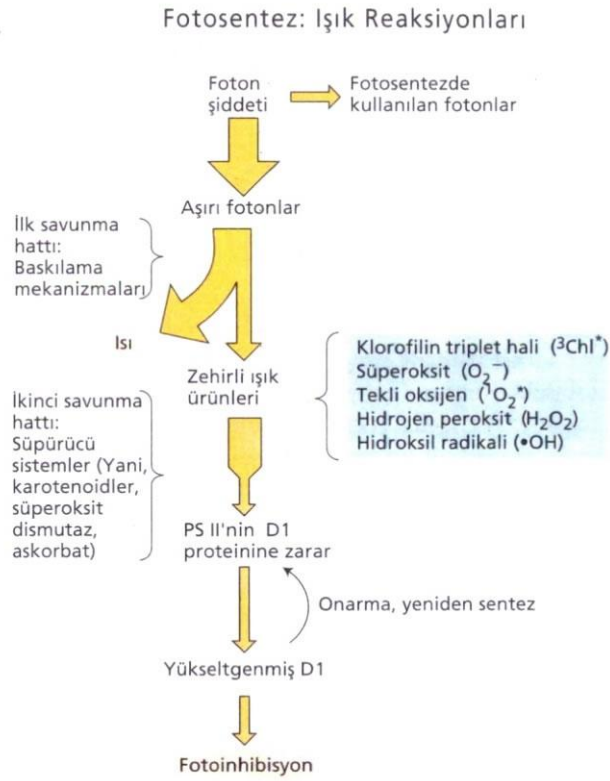 Fotosentez: Işık Reaksiyonları
Foton
şiddeti
Fotosentezde
kullanılan fotonlar
Aşırı fotonlar
İlk savunma
hattı:
Baskılama
mekanizmaları
Isı
Zehirli ışık
ürünleri
Klorofilin triplet hali (³Chl*)
Süperoksit (O₂⁻)
Tekli oksijen (¹O₂*)
Hidrojen peroksit (H₂O₂)
Hidroksil radikali (•OH)
İkinci savunma
hattı:
Süpürücü
sistemler (Yani,
karotenoidler,
süperoksit
dismutaz,
askorbat)
PS II'nin D1
proteinine zarar
Onarma, yeniden sentez
Yükseltgenmiş D1
Fotoinhibisyon